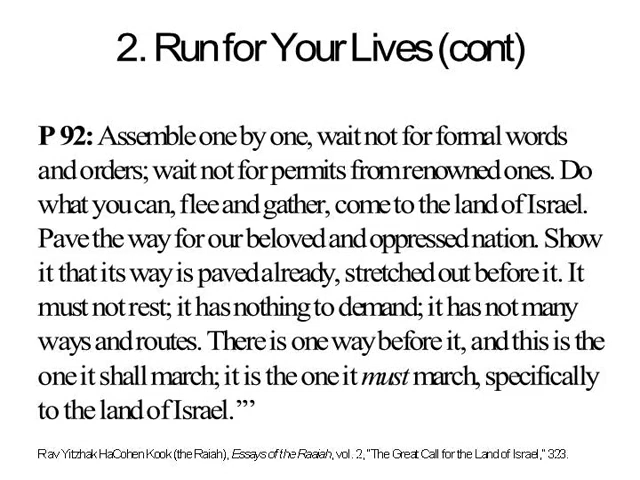 2. Run for Your Lives (cont)
P 92: Assemble one by one, wait not for formal words
and orders; wait not for permits from renowned ones. Do
what you can, flee and gather, come to the land of Israel.
Pave the way for our beloved and oppressed nation. Show
it that its way is paved already, stretched out before it. It
must not rest; it has nothing to demand; it has not many
ways and routes. There is one way before it, and this is the
one it shall march; it is the one it must march, specifically
to the land of Israel.’”
Rav Yitzhak HaCohen Kook (the Raiah), Essays of the Raaiah, vol. 2, “The Great Call for the Land of Israel,” 323.